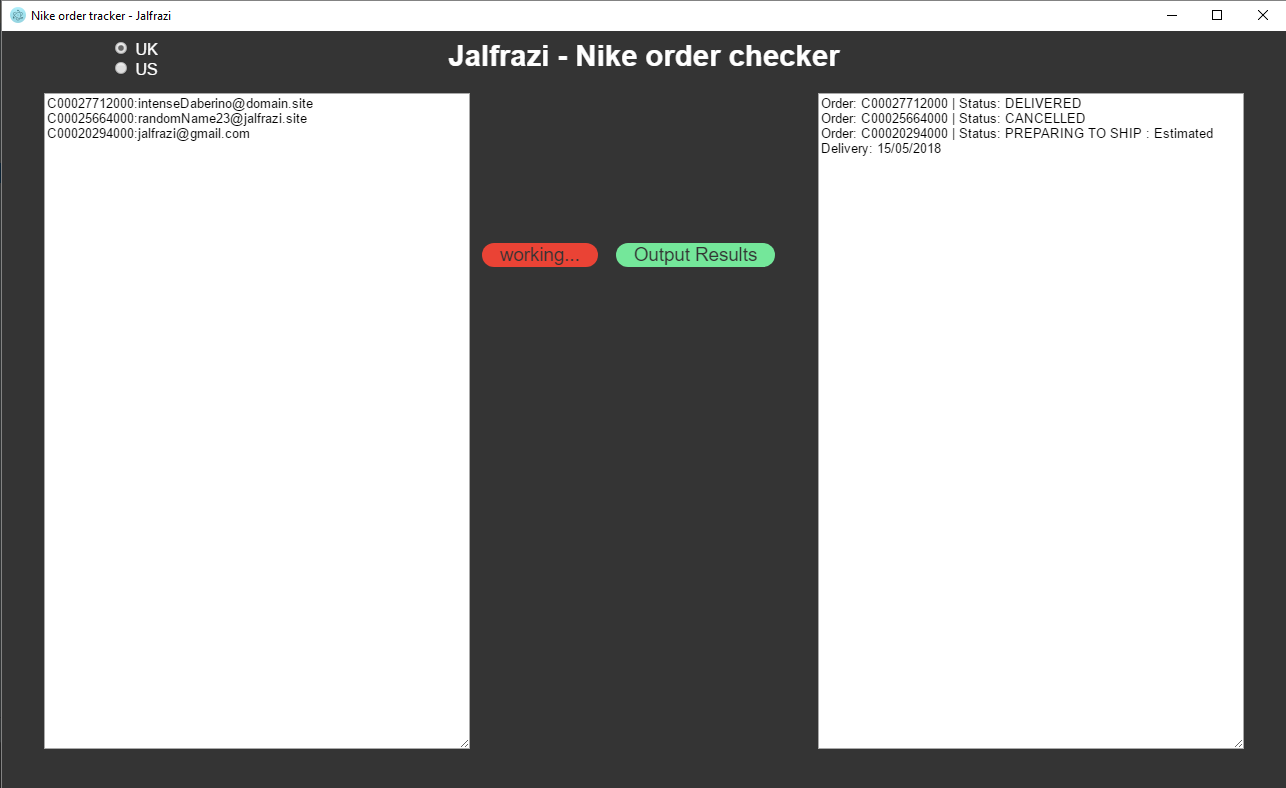 Nike order tracker - Jalfrazi
UK
US
Jalfrazi - Nike order checker
C00027712000:intenseDaberino@domain.site
C00025664000:randomName23@jalfrazi.site
C00020294000:jalfrazi@gmail.com
working...
Output Results
Order: C00027712000 | Status: DELIVERED
Order: C00025664000 | Status: CANCELLED
Order: C00020294000 | Status: PREPARING TO SHIP : Estimated
Delivery: 15/05/2018